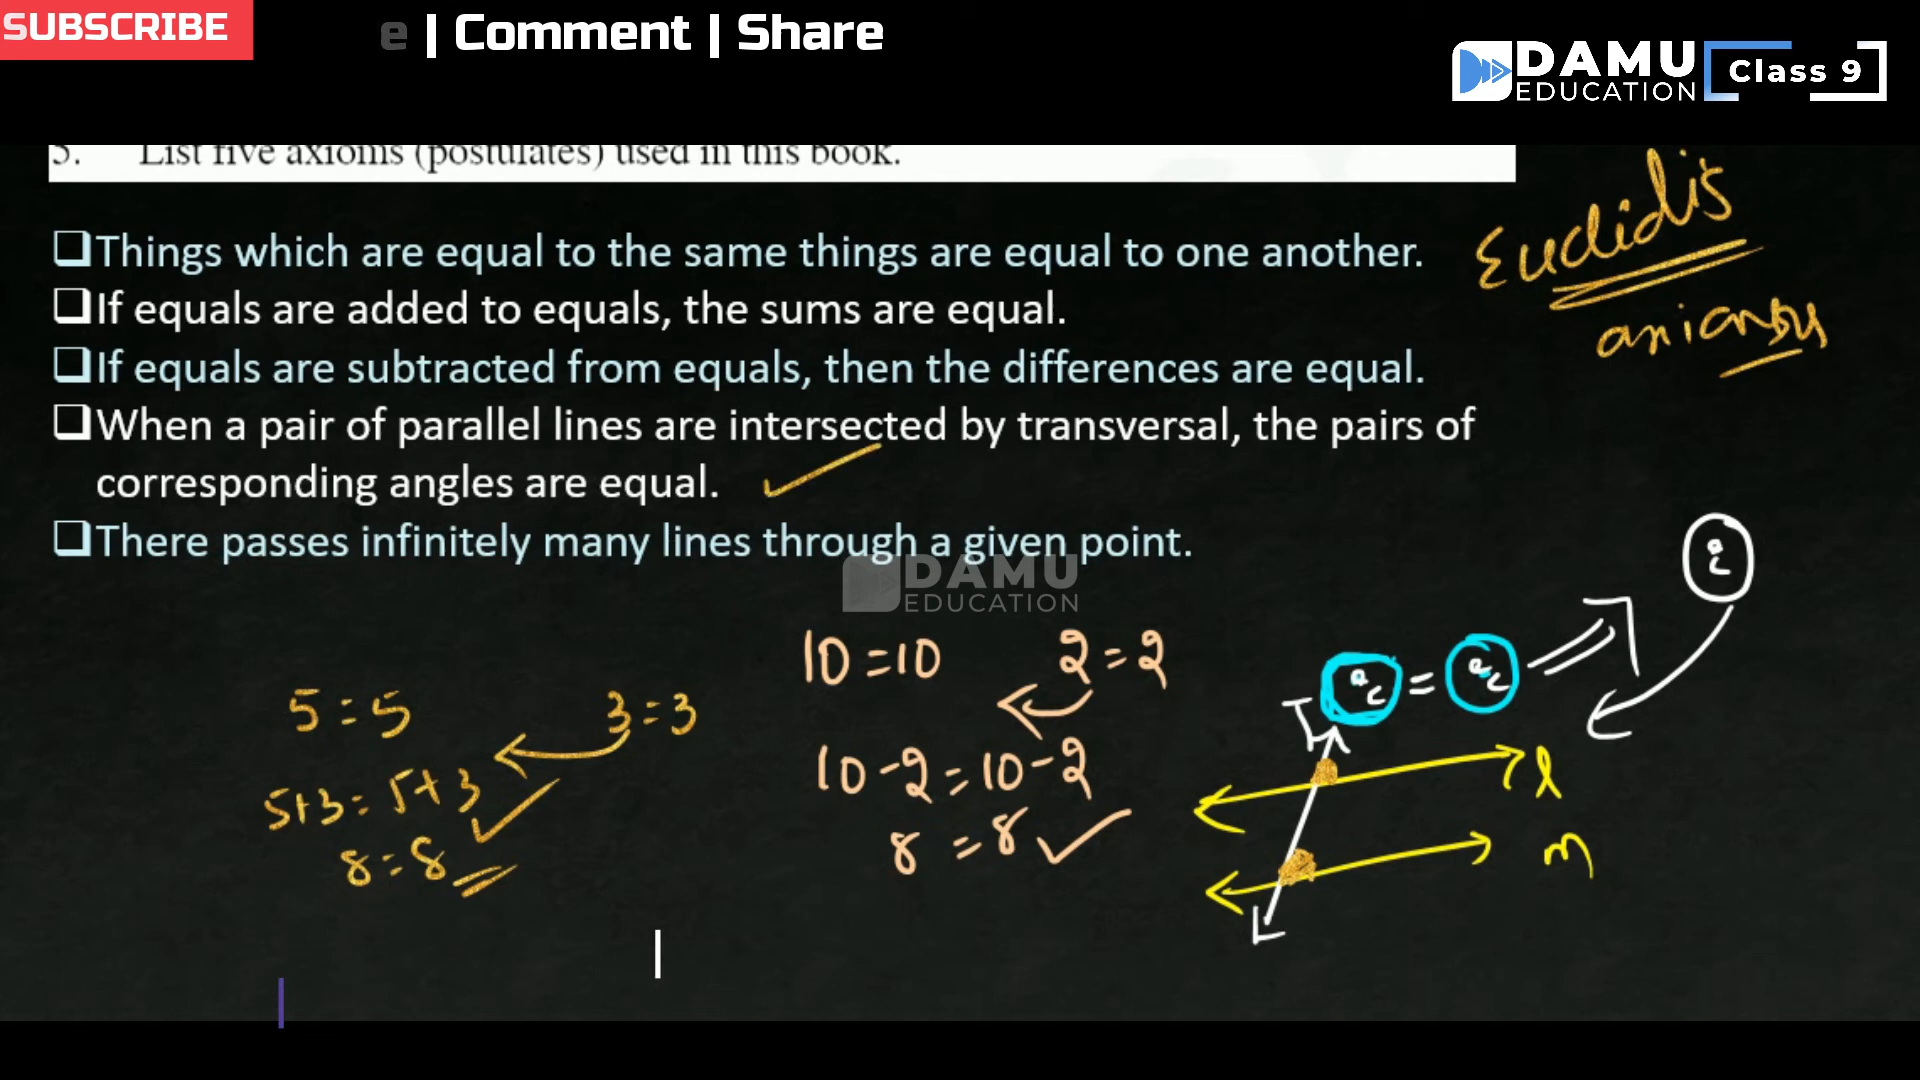 SUBSCRIBE
e | Comment | Share
DAMU
EDUCATION
Class 9
5. List five axioms (postulates) used in this book.
Things which are equal to the same things are equal to one another.
If equals are added to equals, the sums are equal.
If equals are subtracted from equals, then the differences are equal.
When a pair of parallel lines are intersected by transversal, the pairs of
corresponding angles are equal.
There passes infinitely many lines through a given point.
DAMU
EDUCATION
5 = 5
3 = 3
5+3 = 5+3
8 = 8
10 = 10
2 = 2
10-2 = 10-2
8 = 8
=
l
m